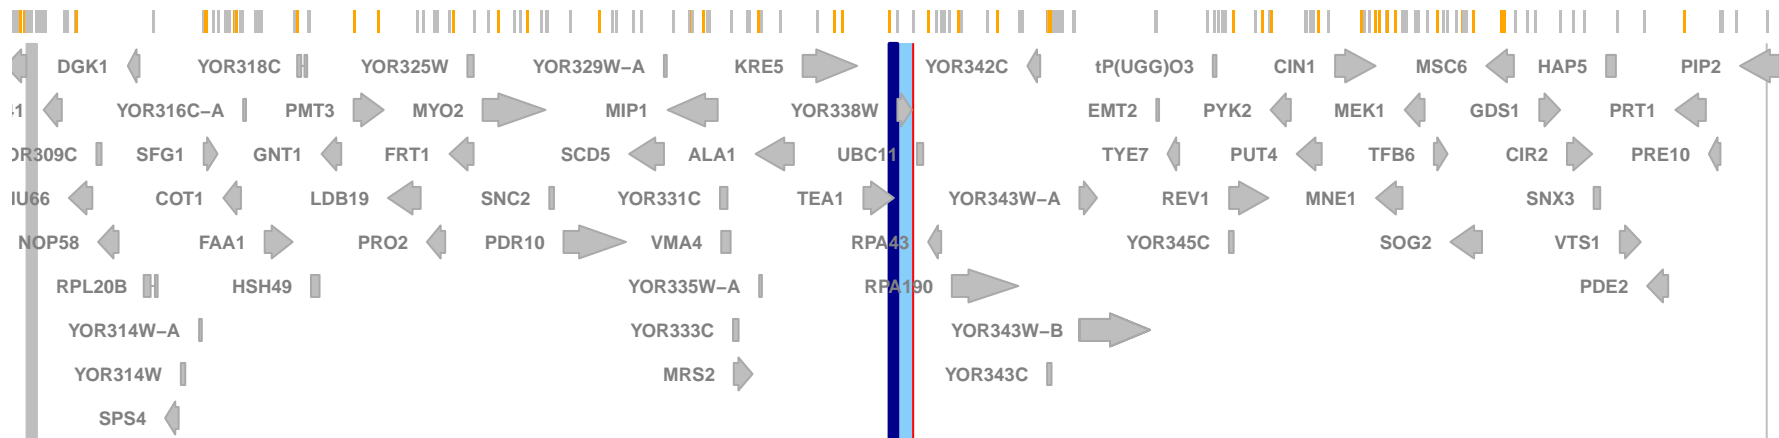 DGK1 YOR318C YOR325W YOR329W–A KRE5 YOR342C tP(UGG)O3 CIN1 MSC6 HAP5 PIP2
YOR316C–A PMT3 MYO2 MIP1 YOR338W EMT2 PYK2 MEK1 GDS1 PRT1
OR309C SFG1 GNT1 FRT1 SCD5 ALA1 UBC11 TYE7 PUT4 TFB6 CIR2 PRE10
MU66 COT1 LDB19 SNC2 YOR331C TEA1 YOR343W–A REV1 MNE1 SNX3
NOP58 FAA1 PRO2 PDR10 VMA4 RPA43 YOR345C SOG2 VTS1
RPL20B HSH49 YOR335W–A RPA190 PDE2
YOR314W–A YOR333C YOR343W–B
YOR314W MRS2 YOR343C
SPS4